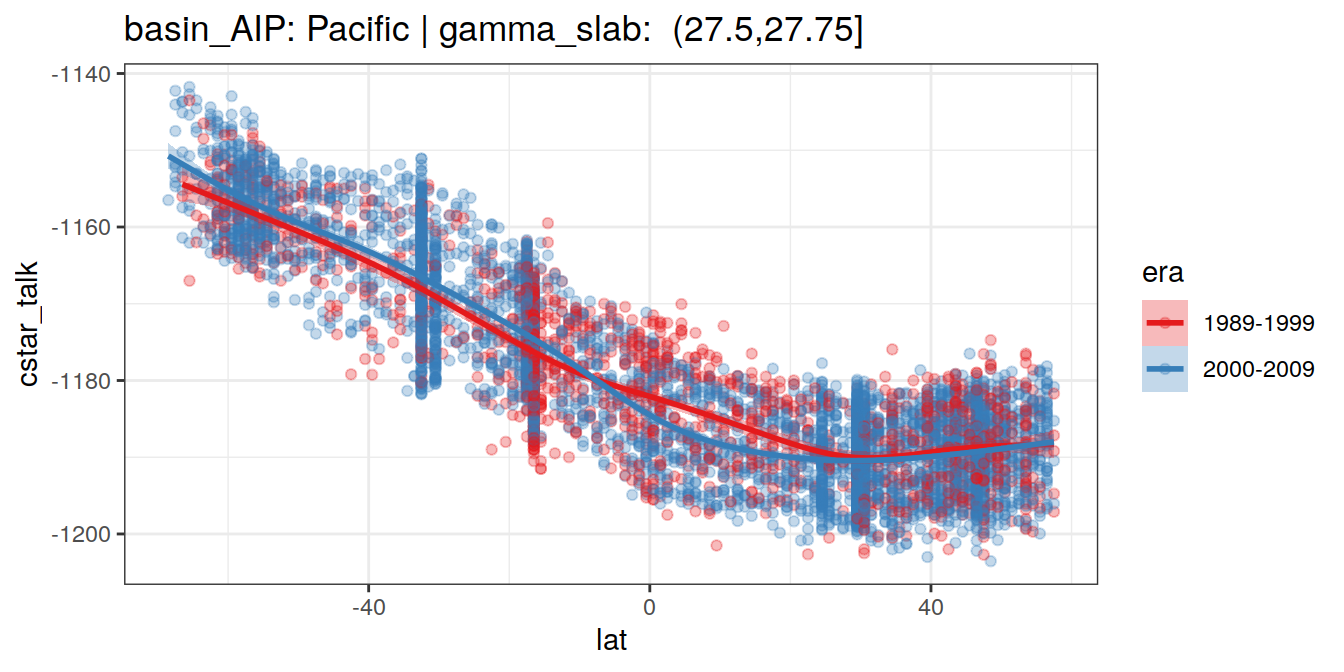 basin_AIP: Pacific | gamma_slab:  (27.5,27.75]
-1140
-1160
-1180
-1200
cstar_talk
-40
0
40
lat
era
1989-1999
2000-2009